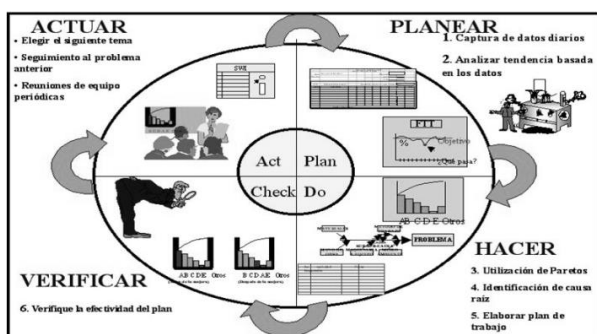 ACTUAR
• Elegir el siguiente tema
• Seguimiento al problema
anterior
• Reuniones de equipo
periódicas
PLANEAR
1. Captura de datos diarios
2. Analizar tendencia basada
en los datos
FTT
%
Objetivo
¿Qué pasa?
Act
Plan
Check
Do
AB C D E Otros
PROBLEMA
HACER
3. Utilización de Paretos
4. Identificación de causa
raíz
5. Elaborar plan de
trabajo
A B C D E Otros
B C D A E Otros
VERIFICAR
6. Verifique la efectividad del plan